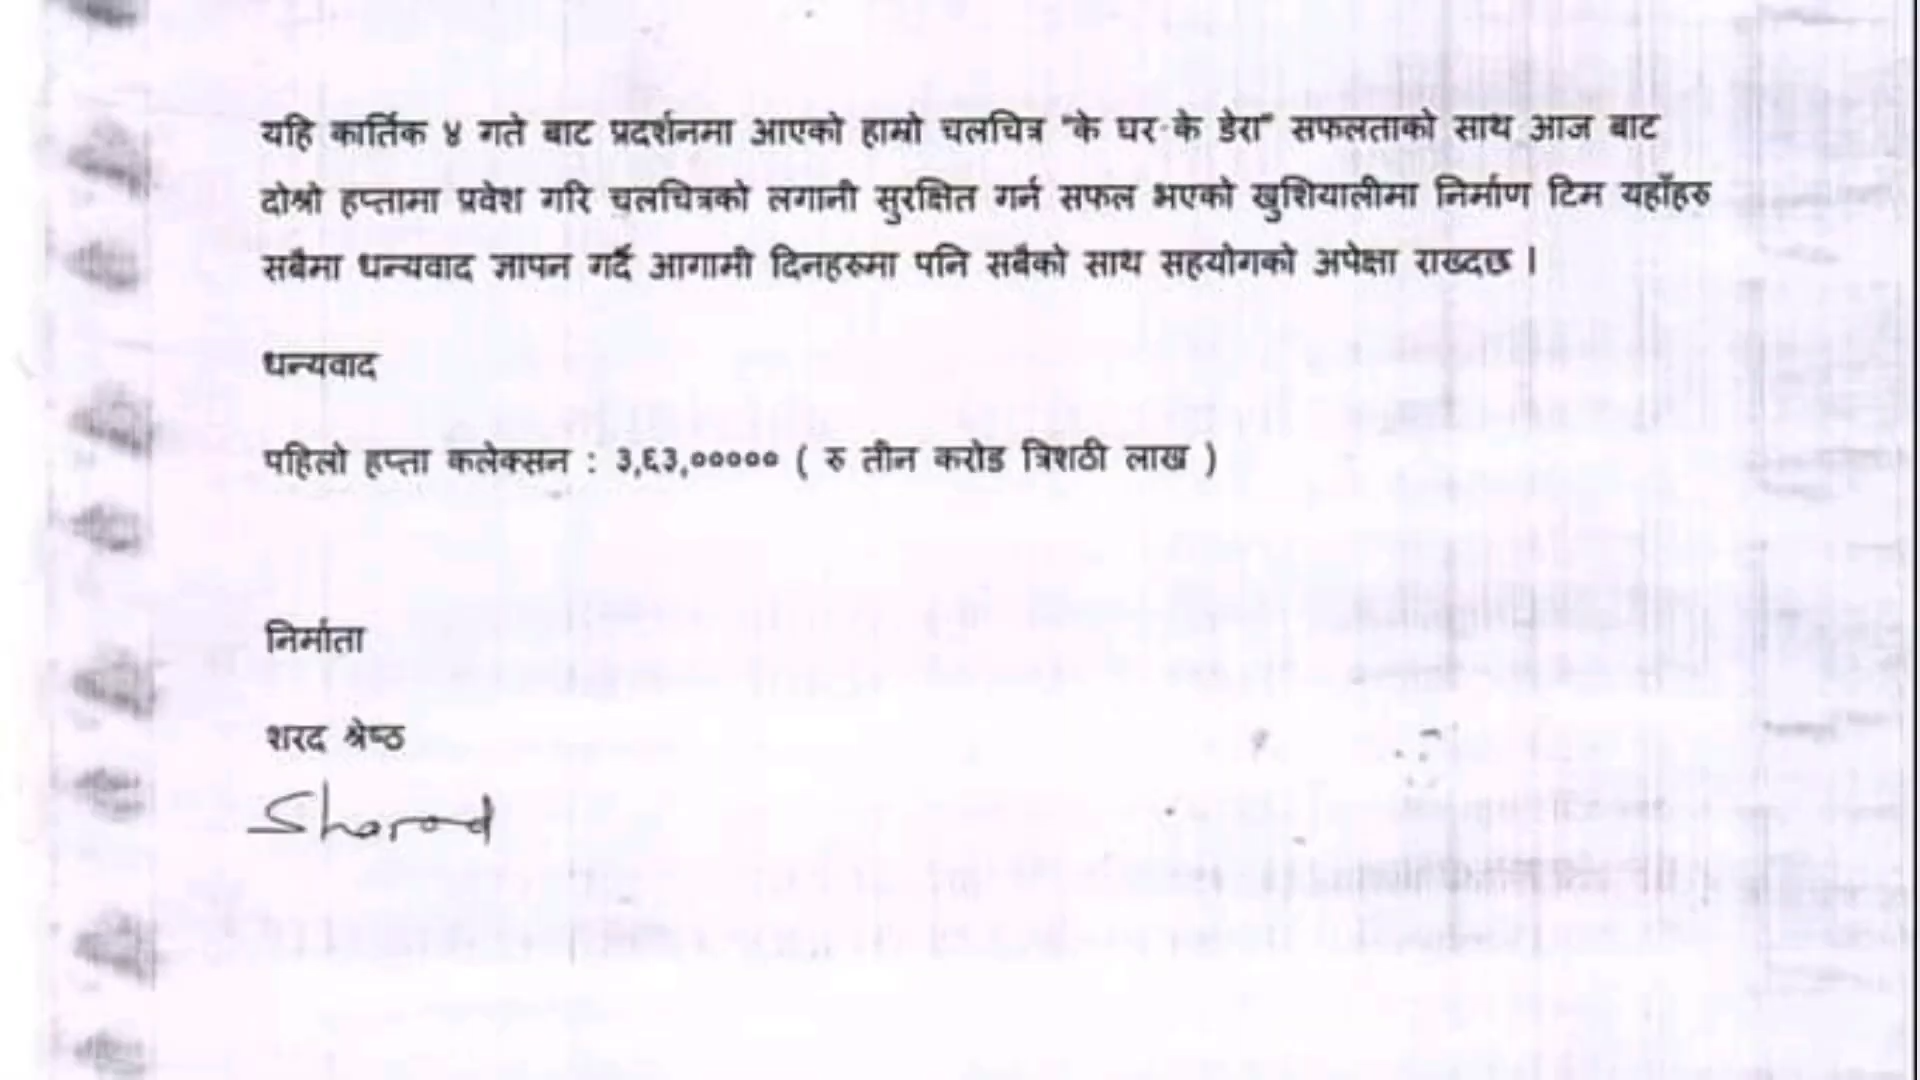 यहि कार्तिक ४ गते बाट प्रदर्शनमा आएको हाम्रो चलचित्र "के घर के डेरा" सफलताको साथ आज बाट
दोश्रो हप्तामा प्रवेश गरि चलचित्रको लगानी सुरक्षित गर्न सफल भएको खुशियालीमा निर्माण टिम यहाँहरु
सबैमा धन्यवाद ज्ञापन गर्दै आगामी दिनहरुमा पनि सबैको साथ सहयोगको अपेक्षा राख्दछ ।
धन्यवाद
पहिलो हप्ता कलेक्सन : ३,६३,००००० ( रु तीन करोड त्रिशठी लाख )
निर्माता
शरद श्रेष्ठ
Sharad